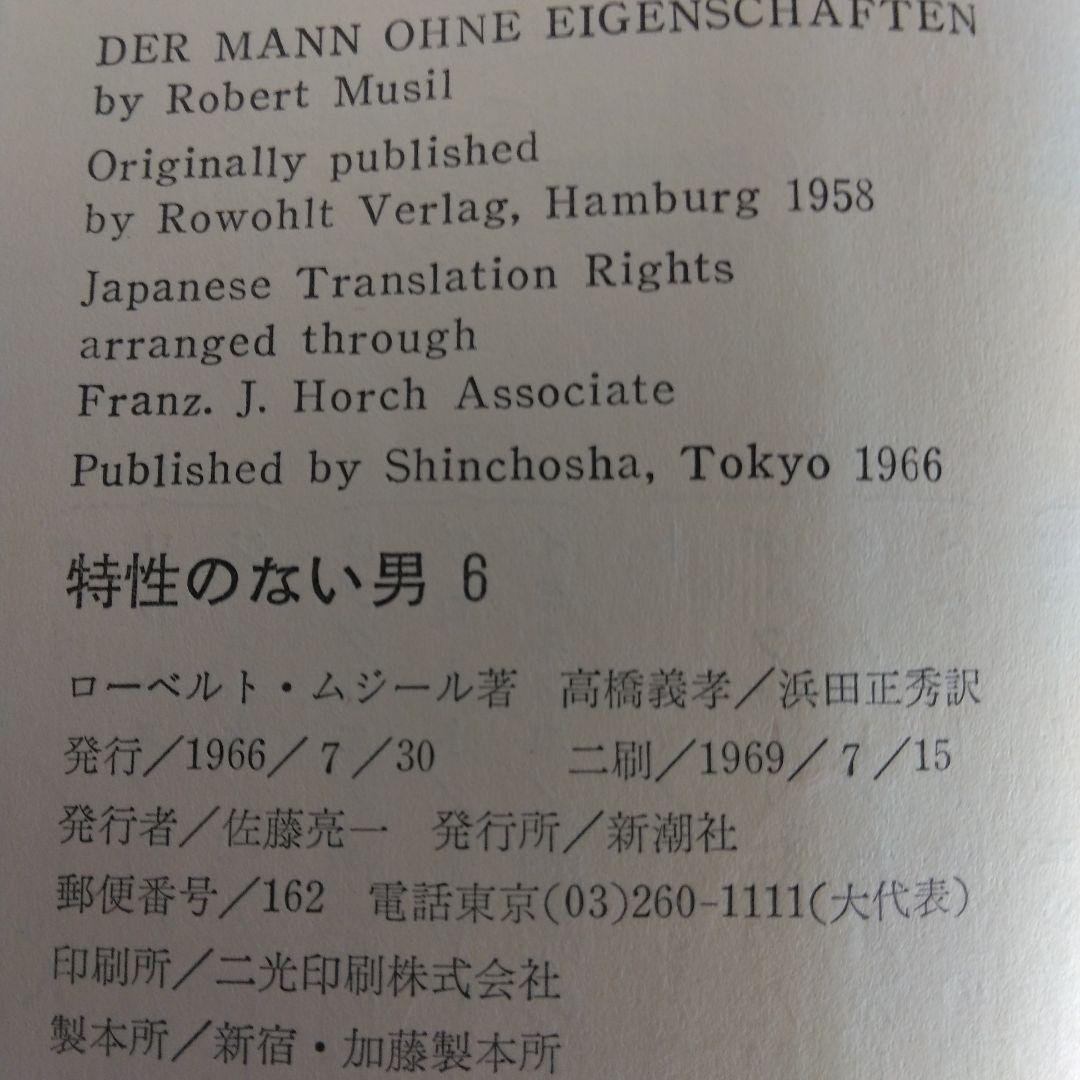 DER MANN OHNE EIGENSCHAFTEN
by Robert Musil
Originally published
by Rowohlt Verlag, Hamburg 1958
Japanese Translation Rights
arranged through
Franz. J. Horch Associate
Published by Shinchosha, Tokyo 1966
特性のない男 6
ローベルト・ムジール著　高橋義孝／浜田正秀訳
発行／1966／7／30　二刷／1969／7／15
発行者／佐藤亮一　発行所／新潮社
郵便番号／162　電話東京(03)260-1111(大代表)
印刷所／二光印刷株式会社
製本所／新宿・加藤製本所